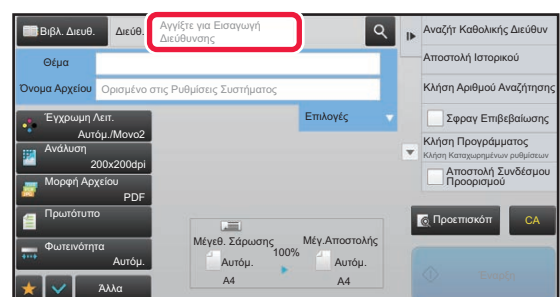 Βιβλ. Διευθ.
Διεύθ.
Αγγίξτε για Εισαγωγή
Διεύθυνσης
Θέμα
Όνομα Αρχείου
Ορισμένο στις Ρυθμίσεις Συστήματος
Επιλογές
Έγχρωμη Λειτ.
Αυτόμ./Μονο2
Ανάλυση
200x200dpi
Μορφή Αρχείου
PDF
Πρωτότυπο
Φωτεινότητα
Αυτόμ.
Άλλα
Μέγεθ. Σάρωσης
100%
Μέγ.Αποστολής
Αυτόμ.
Αυτόμ.
A4
A4
Αναζήτ Καθολικής Διεύθυν
Αποστολή Ιστορικού
Κλήση Αριθμού Αναζήτησης
Σφραγ Επιβεβαίωσης
Κλήση Προγράμματος
Κλήση Καταχωρημένων ρυθμίσεων
Αποστολή Συνδέσμου
Προορισμού
Προεπισκόπ
CA
Έναρξη